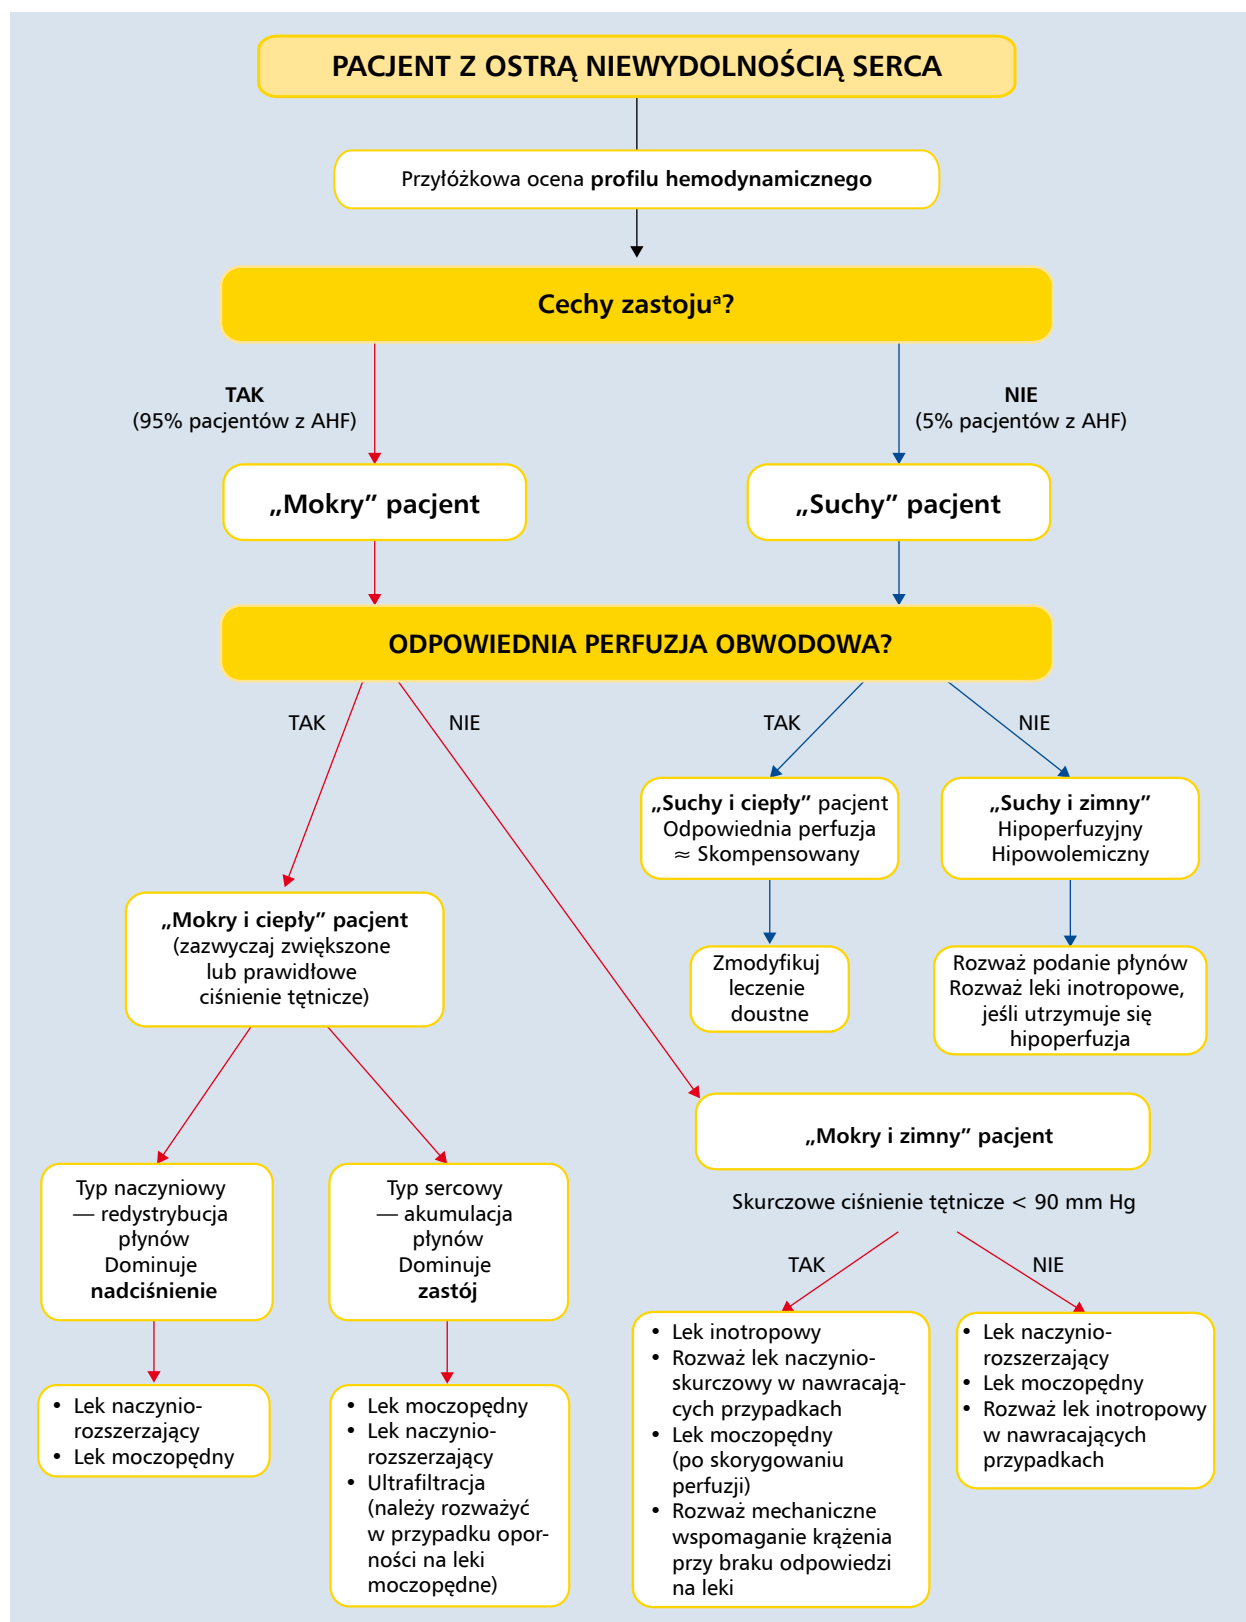 PACJENT Z OSTRĄ NIEWYDOLNOŚCIĄ SERCA
Przyłóżkowa ocena profilu hemodynamicznego
Cechy zastojuᵃ?
TAK
(95% pacjentów z AHF)
NIE
(5% pacjentów z AHF)
„Mokry” pacjent
„Suchy” pacjent
ODPOWIEDNIA PERFUZJA OBWODOWA?
TAK
NIE
TAK
NIE
„Suchy i ciepły” pacjent
Odpowiednia perfuzja
≈ Skompensowany
„Suchy i zimny”
Hipoperfuzyjny
Hipowolemiczny
„Mokry i ciepły” pacjent
(zazwyczaj zwiększone
lub prawidłowe
ciśnienie tętnicze)
Zmodyfikuj
leczenie
doustne
Rozważ podanie płynów
Rozważ leki inotropowe,
jeśli utrzymuje się
hipoperfuzja
„Mokry i zimny” pacjent
Typ naczyniowy
— redystrybucja
płynów
Dominuje
nadciśnienie
Typ sercowy
— akumulacja
płynów
Dominuje
zastój
Skurczowe ciśnienie tętnicze < 90 mm Hg
TAK
NIE
• Lek naczynio-
rozszerzający
• Lek moczopędny
• Lek moczopędny
• Lek naczynio-
rozszerzający
• Ultrafiltracja
(należy rozważyć
w przypadku opor-
ności na leki
moczopędne)
• Lek inotropowy
• Rozważ lek naczynio-
skurczowy w nawracają-
cych przypadkach
• Lek moczopędny
(po skorygowaniu
perfuzji)
• Rozważ mechaniczne
wspomaganie krążenia
przy braku odpowiedzi
na leki
• Lek naczynio-
rozszerzający
• Lek moczopędny
• Rozważ lek inotropowy
w nawracających
przypadkach